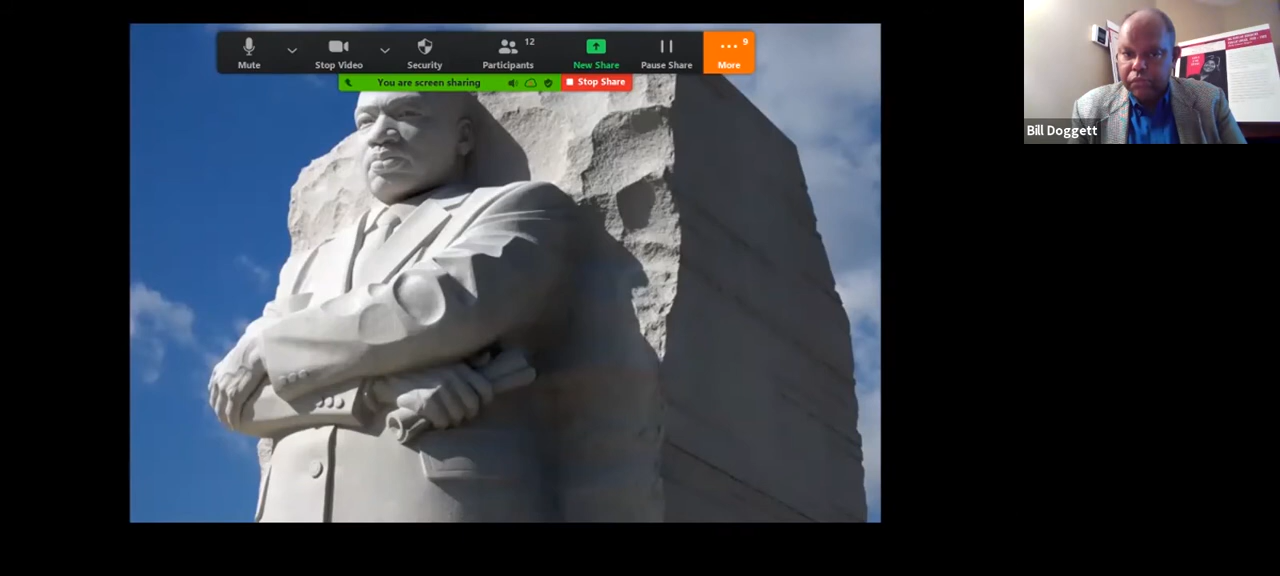 12
9
Mute
Stop Video
Security
Participants
New Share
Pause Share
More
You are screen sharing
Stop Share
Bill Doggett